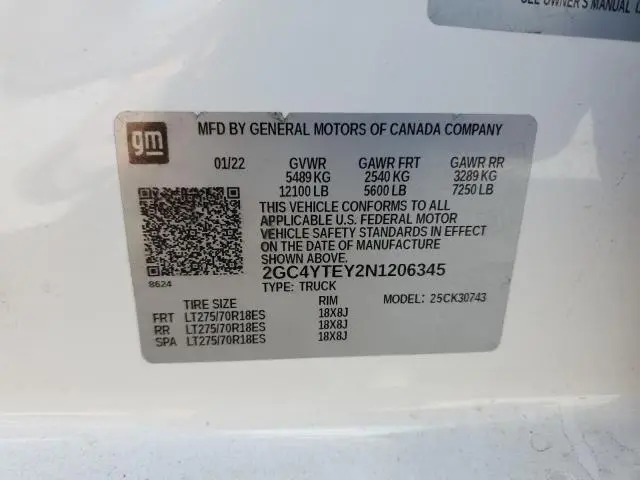 SEE OWNER'S MANUAL
gm
MFD BY GENERAL MOTORS OF CANADA COMPANY
01/22 GVWR GAWR FRT GAWR RR
5489 KG 2540 KG 3289 KG
12100 LB 5600 LB 7250 LB
THIS VEHICLE CONFORMS TO ALL
APPLICABLE U.S. FEDERAL MOTOR
VEHICLE SAFETY STANDARDS IN EFFECT
ON THE DATE OF MANUFACTURE
SHOWN ABOVE.
2GC4YTEY2N1206345
8624
TYPE: TRUCK
TIRE SIZE RIM MODEL: 25CK30743
FRT LT275/70R18ES 18X8J
RR LT275/70R18ES 18X8J
SPA LT275/70R18ES 18X8J